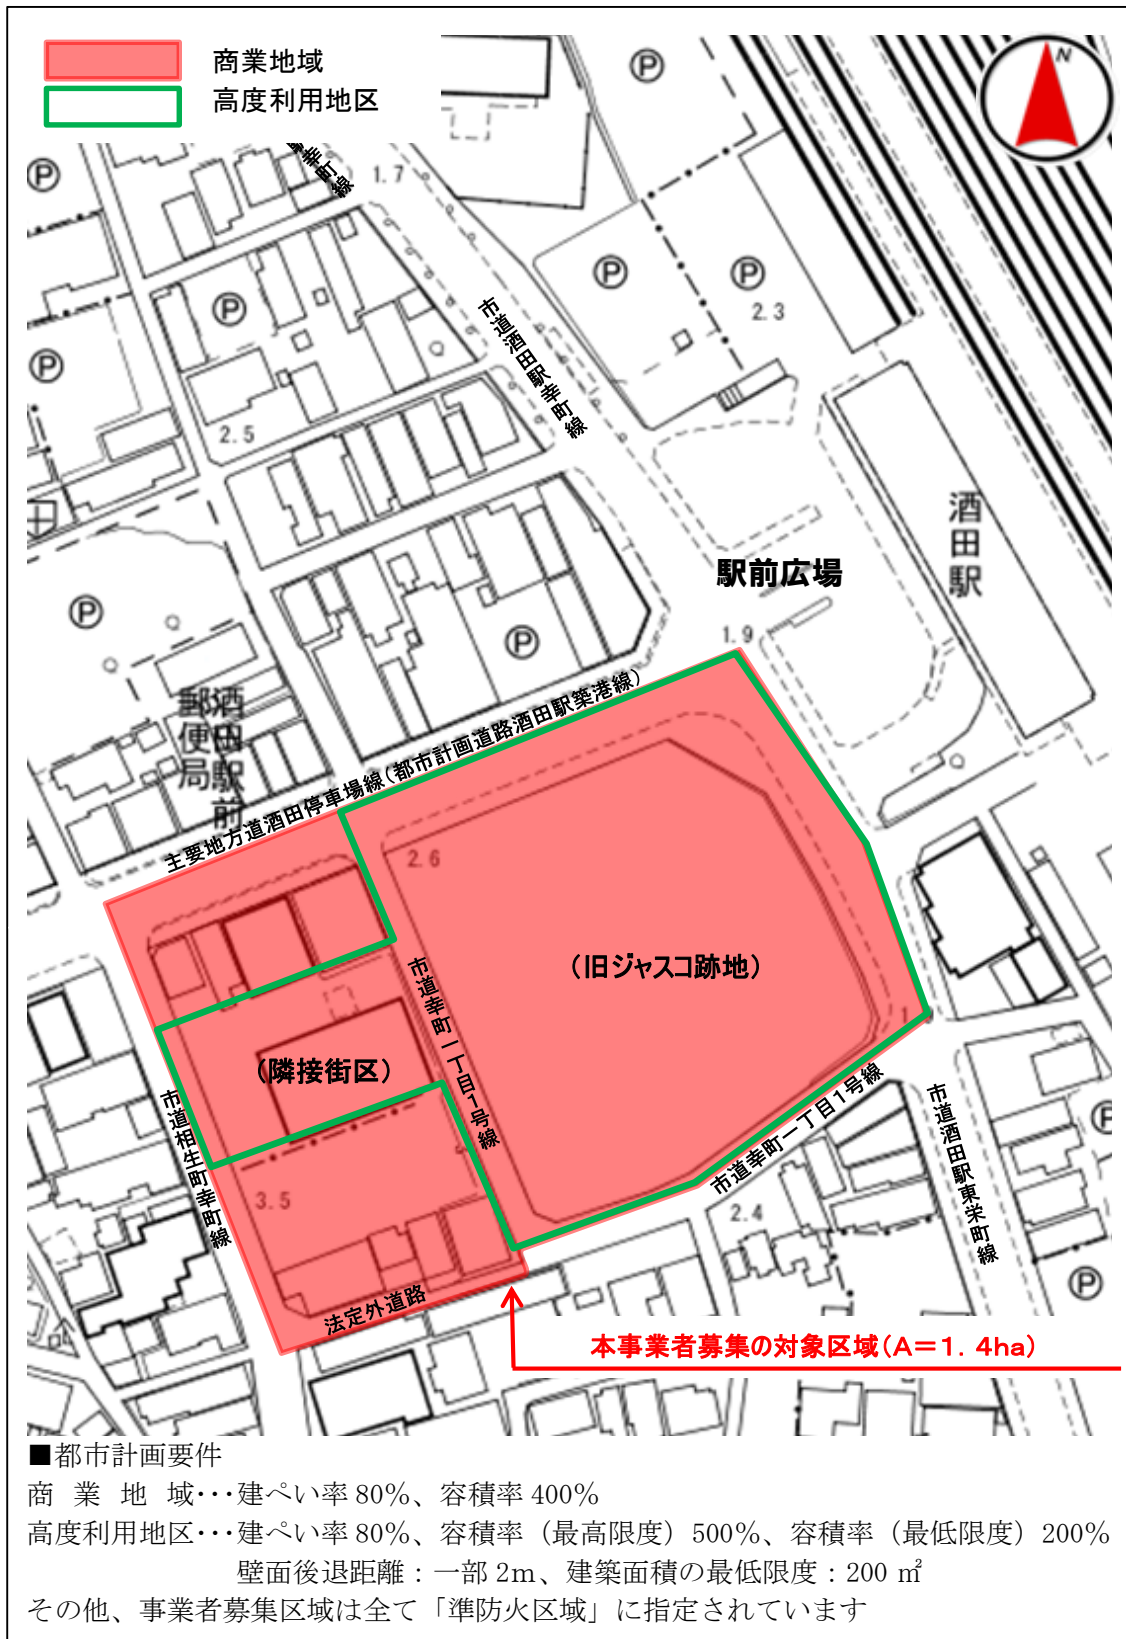 商業地域
高度利用地区
N
幸町線
1.7
P
P
P
P
P
2.3
市道酒田駅幸町線
P
2.5
酒田駅
駅前広場
P
P
1.9
酒田駅前
郵便局
主要地方道酒田停車場線(都市計画道路酒田駅築港線)
2.6
(旧ジャスコ跡地)
市道幸町一丁目1号線
(隣接街区)
市道幸町一丁目1号線
市道相生町幸町線
市道酒田駅東栄町線
P
3.5
2.4
P
法定外道路
本事業者募集の対象区域(A=1.4ha)
■都市計画要件
商 業 地 域・・・建ぺい率 80%、容積率 400%
高度利用地区・・・建ぺい率 80%、容積率(最高限度)500%、容積率(最低限度)200%
壁面後退距離:一部 2m、建築面積の最低限度:200 ㎡
その他、事業者募集区域は全て「準防火区域」に指定されています